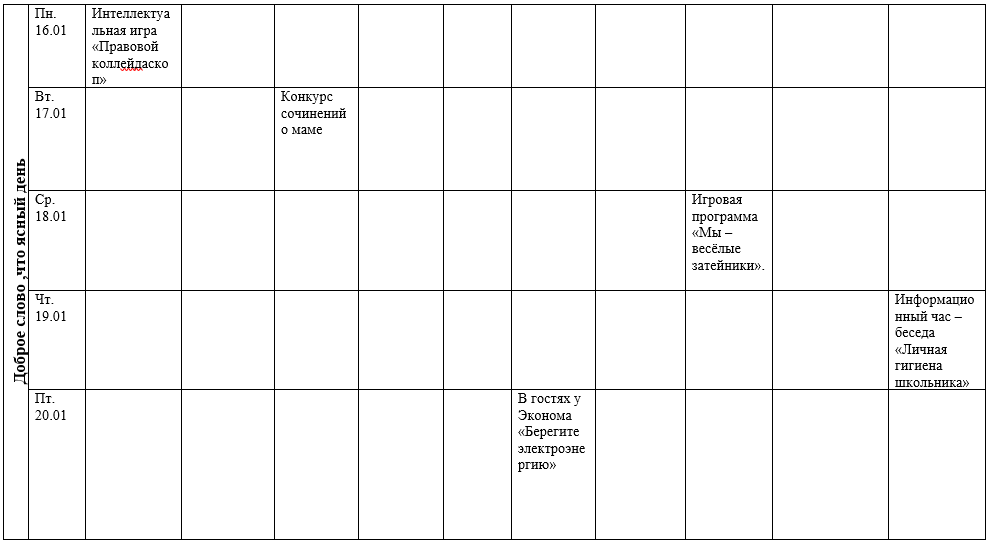 Доброе слово ,что ясный день
Пн.
16.01
Интеллектуа
льная игра
«Правовой
коллейдаско
п»
Вт.
17.01
Конкурс
сочинений
о маме
Ср.
18.01
Игровая
программа
«Мы –
весёлые
затейники».
Чт.
19.01
Информацио
нный час –
беседа
«Личная
гигиена
школьника»
Пт.
20.01
В гостях у
Эконома
«Берегите
электроэне
ргию»